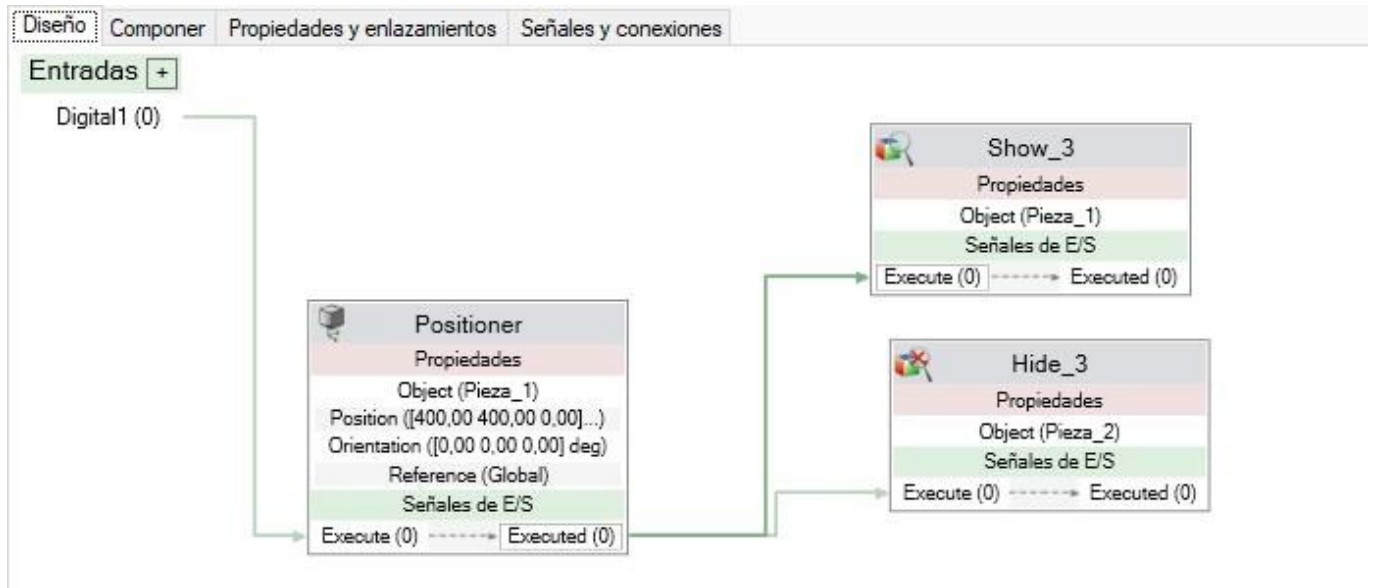 Diseño Componer Propiedades y enlazamientos Señales y conexiones
Entradas +
Digital1 (0)
Show_3
Propiedades
Object (Pieza_1)
Señales de E/S
Execute (0) Executed (0)
Positioner
Propiedades
Object (Pieza_1)
Position ([400,00 400,00 0,00]...)
Orientation ([0,00 0,00 0,00] deg)
Reference (Global)
Señales de E/S
Execute (0) Executed (0)
Hide_3
Propiedades
Object (Pieza_2)
Señales de E/S
Execute (0) Executed (0)